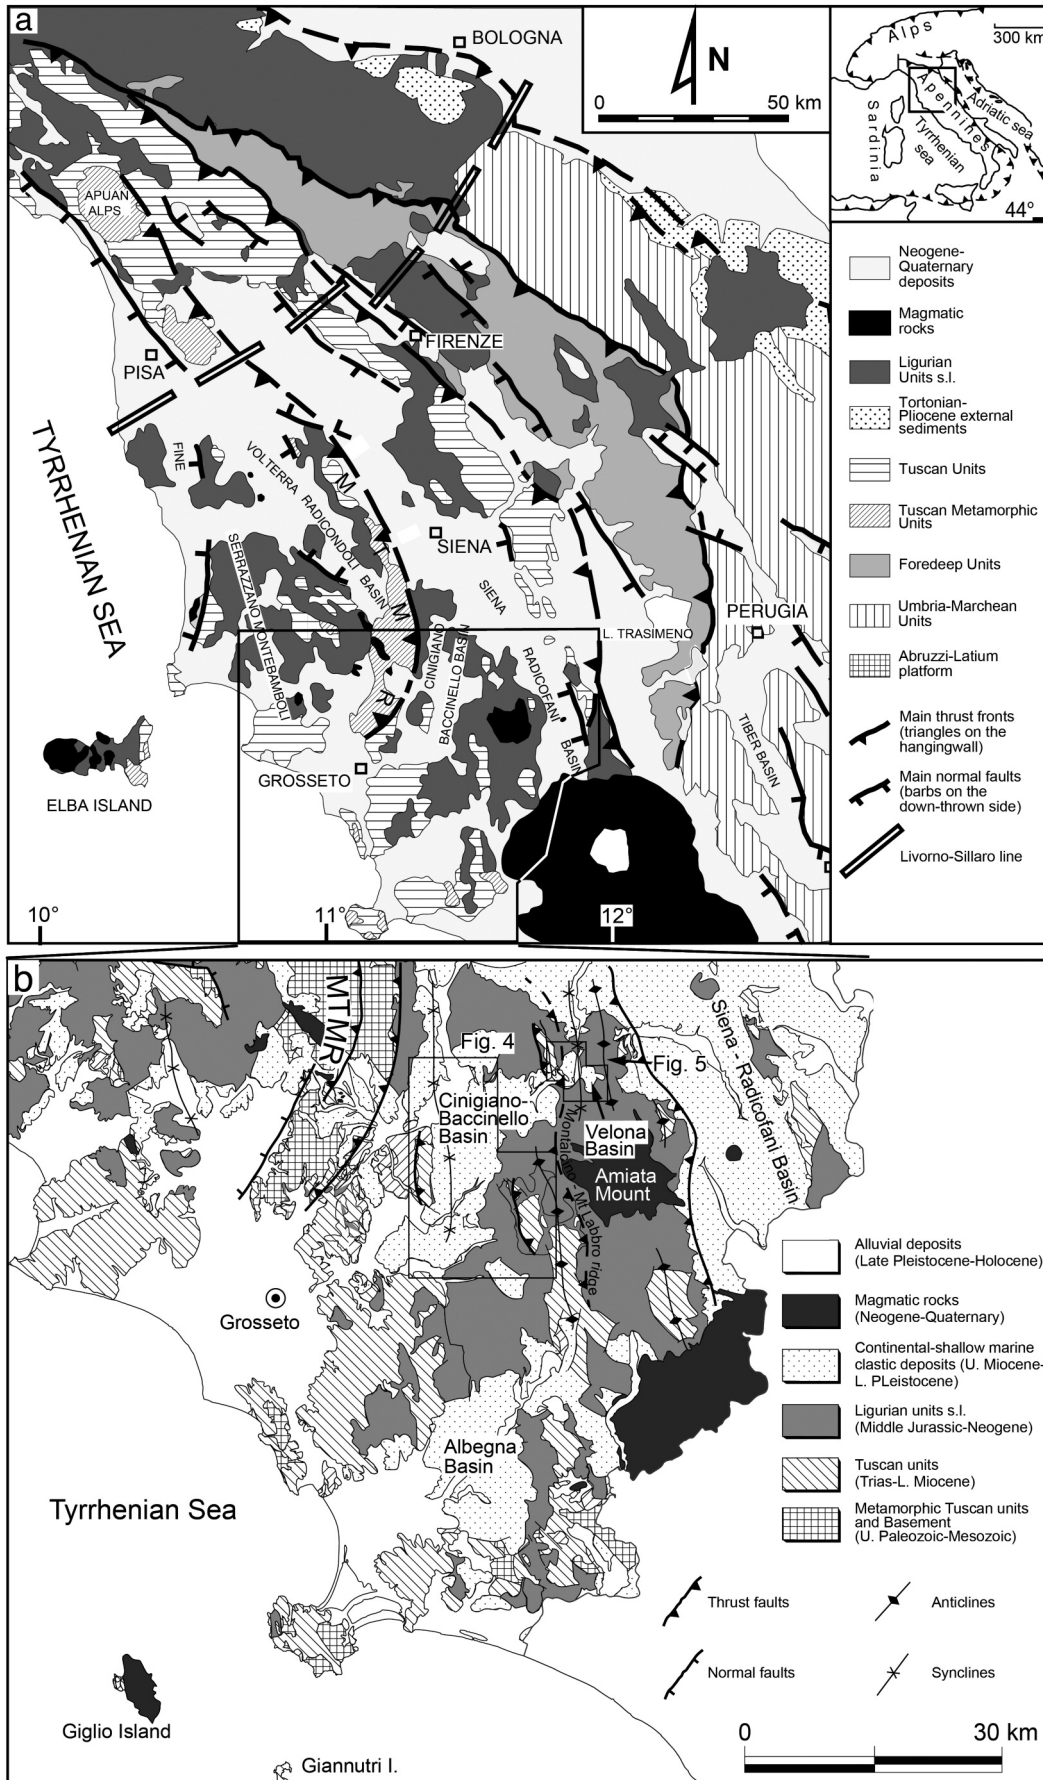 a
BOLOGNA
N
0
50 km
Alps
300 km
Apennines
Adriatic sea
Sardinia
Tyrrhenian
sea
44°
APUAN
ALPS
PISA
FIRENZE
TYRRHENIAN SEA
FINE
VOLTERRA RADICONDOLI BASIN
MTMR
SIENA
SIENA
SERRAZZANO MONTEBAMBOLI
CINIGIANO
BACCINELLO BASIN
RADICOFANI
BASIN
L. TRASIMENO
PERUGIA
TIBER BASIN
GROSSETO
ELBA ISLAND
10°
11°
12°
Neogene-
Quaternary
deposits
Magmatic
rocks
Ligurian
Units s.l.
Tortonian-
Pliocene external
sediments
Tuscan Units
Tuscan Metamorphic
Units
Foredeep Units
Umbria-Marchean
Units
Abruzzi-Latium
platform
Main thrust fronts
(triangles on the
hangingwall)
Main normal faults
(barbs on the
down-thrown side)
Livorno-Sillaro line
b
MTMR
Fig. 4
Cinigiano-
Baccinello
Basin
Fig. 5
Velona
Basin
Amiata
Mount
Montalcino-Mt Labbro ridge
Siena - Radicofani Basin
Grosseto
Albegna
Basin
Tyrrhenian Sea
Giglio Island
Giannutri I.
Alluvial deposits
(Late Pleistocene-Holocene)
Magmatic rocks
(Neogene-Quaternary)
Continental-shallow marine
clastic deposits (U. Miocene-
L. PLeistocene)
Ligurian units s.l.
(Middle Jurassic-Neogene)
Tuscan units
(Trias-L. Miocene)
Metamorphic Tuscan units
and Basement
(U. Paleozoic-Mesozoic)
Thrust faults
Anticlines
Normal faults
Synclines
0
30 km